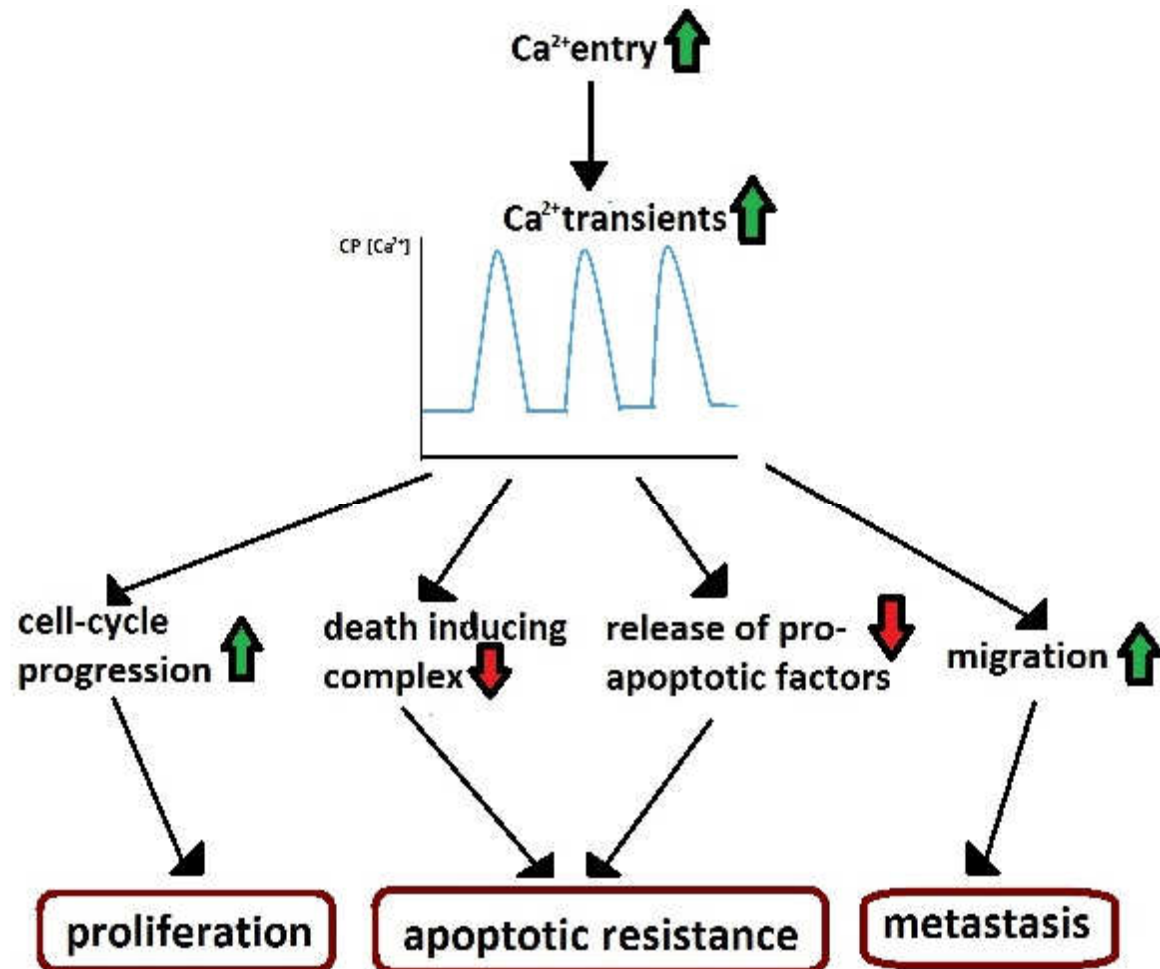 Ca²⁺entry
Ca²⁺transients
CP [Ca²⁺]
cell-cycle
progression
death inducing
complex
release of pro-
apoptotic factors
migration
proliferation
apoptotic resistance
metastasis